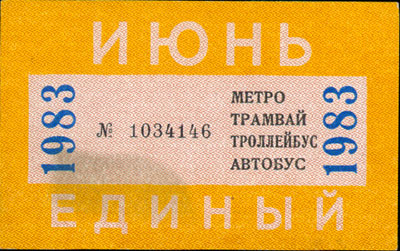 ИЮНЬ
1983
№ 1034146
МЕТРО
ТРАМВАЙ
ТРОЛЛЕЙБУС
АВТОБУС
1983
ЕДИНЫЙ